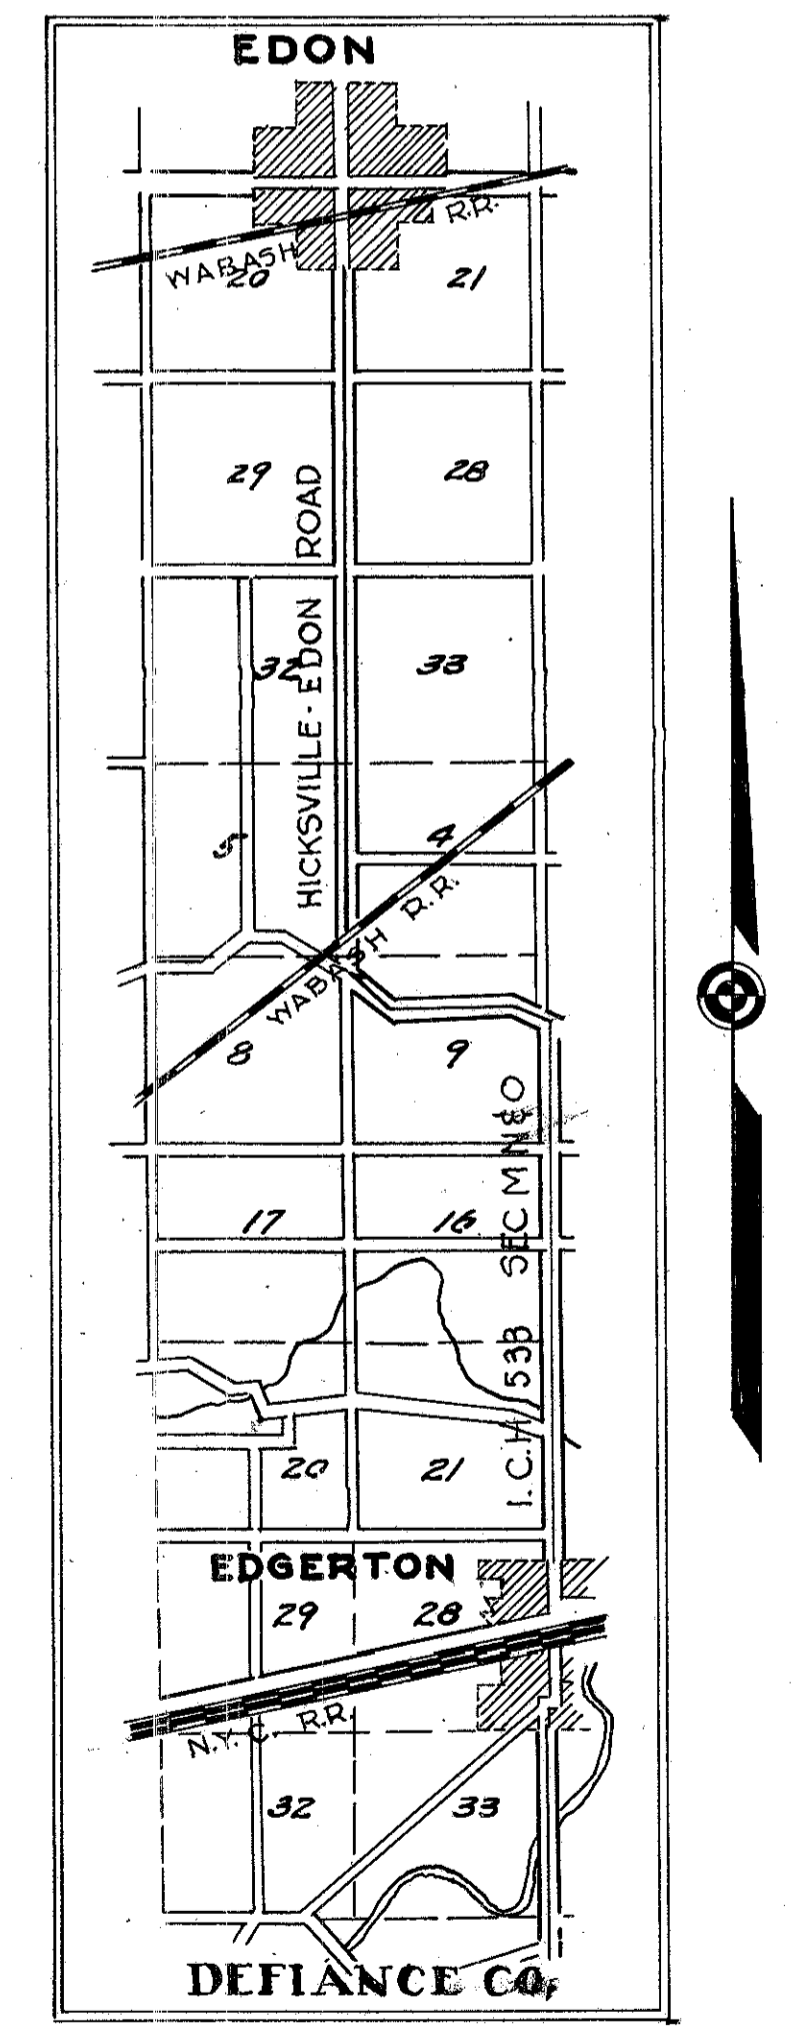 EDON
WABASH R.R.
20
21
29
28
HICKSVILLE-EDON ROAD
32
33
5
4
WABASH R.R.
8
9
17
16
I.C.H 533 SEC M N & O
20
21
EDGERTON
29
28
N.Y.C. R.R.
32
33
DEFIANCE CO.